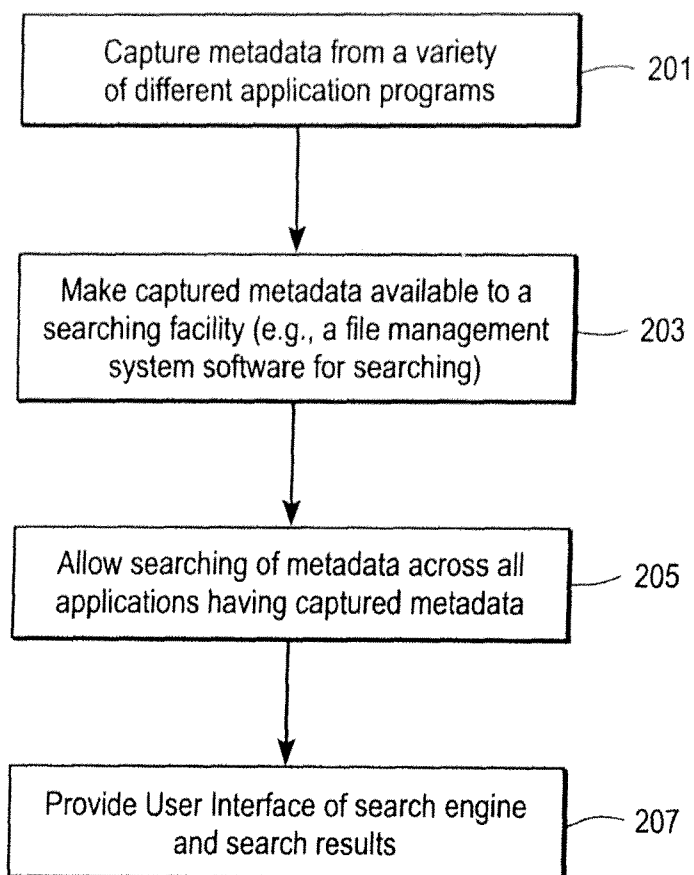 Capture metadata from a variety
of different application programs
201
Make captured metadata available to a
searching facility (e.g., a file management
system software for searching)
203
Allow searching of metadata across all
applications having captured metadata
205
Provide User Interface of search engine
and search results
207